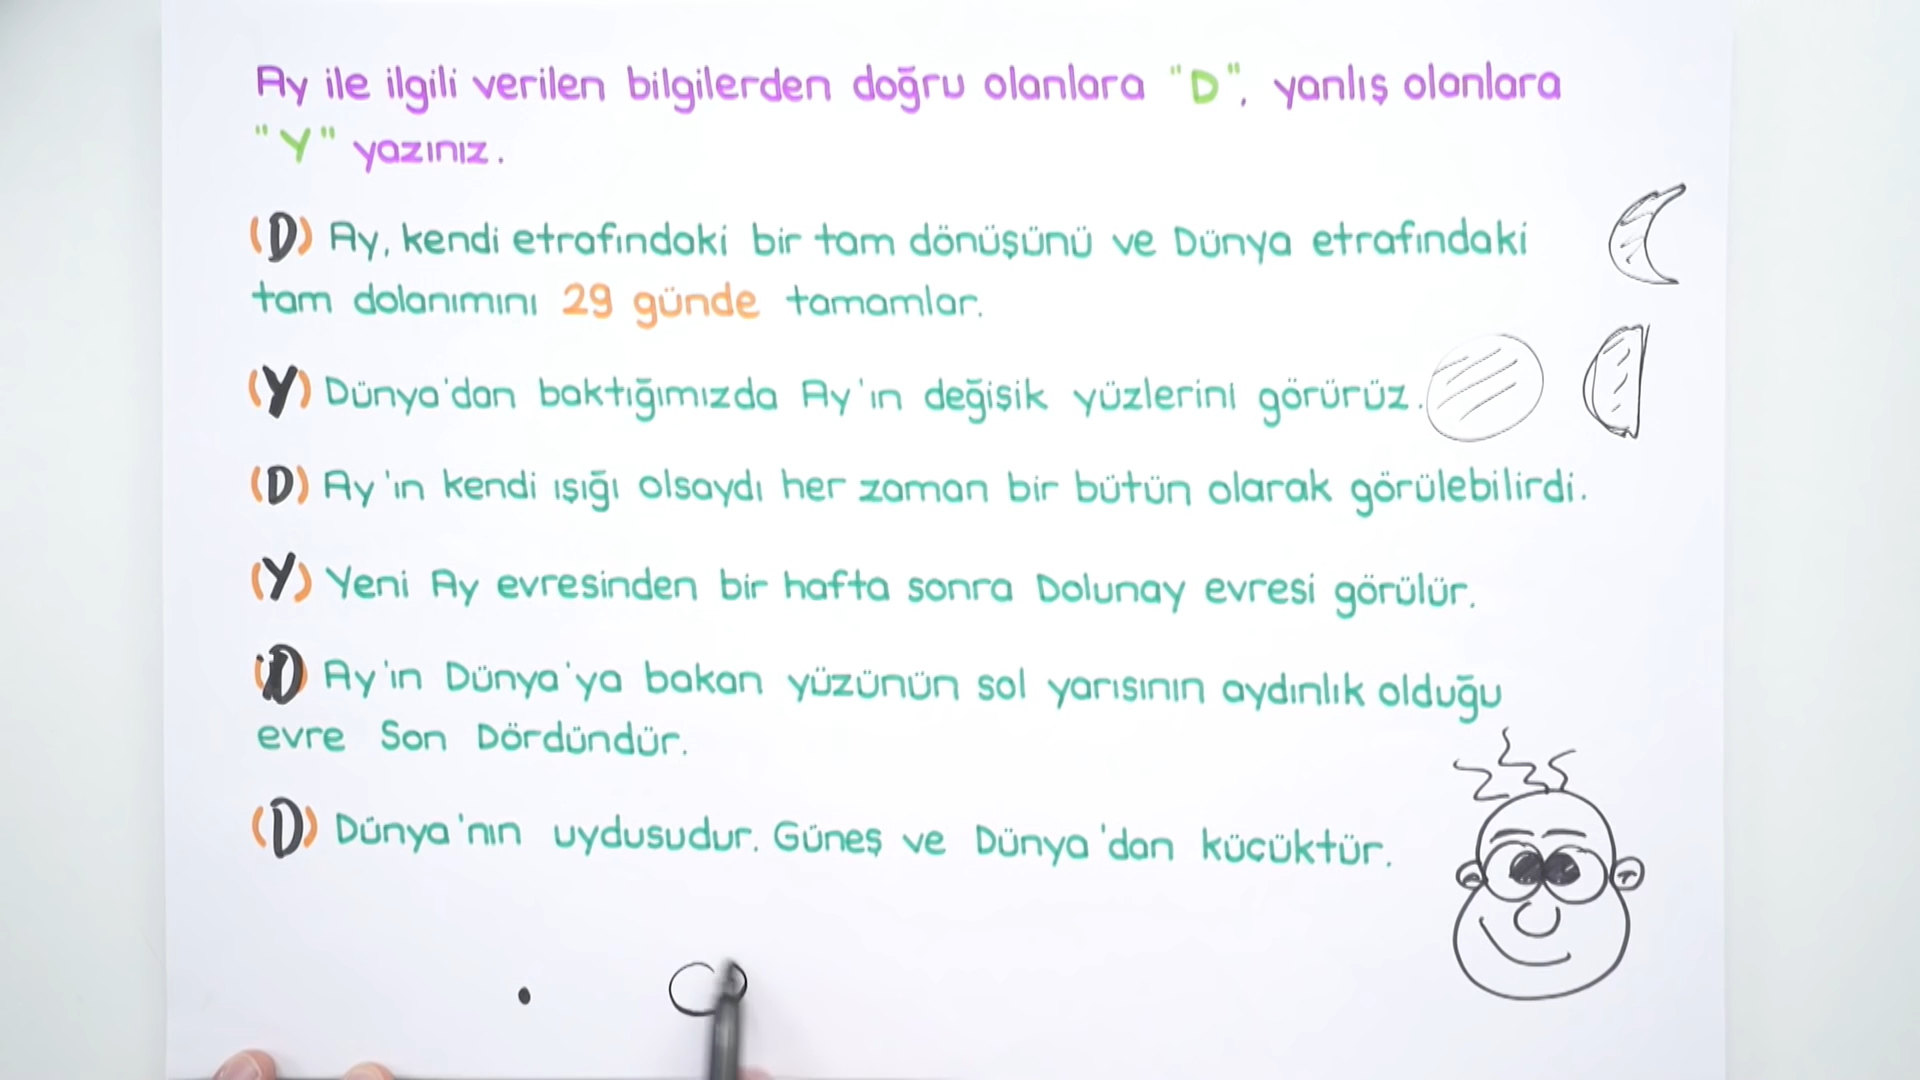 Ay ile ilgili verilen bilgilerden doğru olanlara "D", yanlış olanlara
"Y" yazınız.
(D) Ay, kendi etrafındaki bir tam dönüşünü ve Dünya etrafındaki
tam dolanımını 29 günde tamamlar.
(Y) Dünya'dan baktığımızda Ay'ın değişik yüzlerini görürüz.
(D) Ay'ın kendi ışığı olsaydı her zaman bir bütün olarak görülebilirdi.
(Y) Yeni Ay evresinden bir hafta sonra Dolunay evresi görülür.
(D) Ay'ın Dünya'ya bakan yüzünün sol yarısının aydınlık olduğu
evre Son Dördündür.
(D) Dünya'nın uydusudur. Güneş ve Dünya'dan küçüktür.